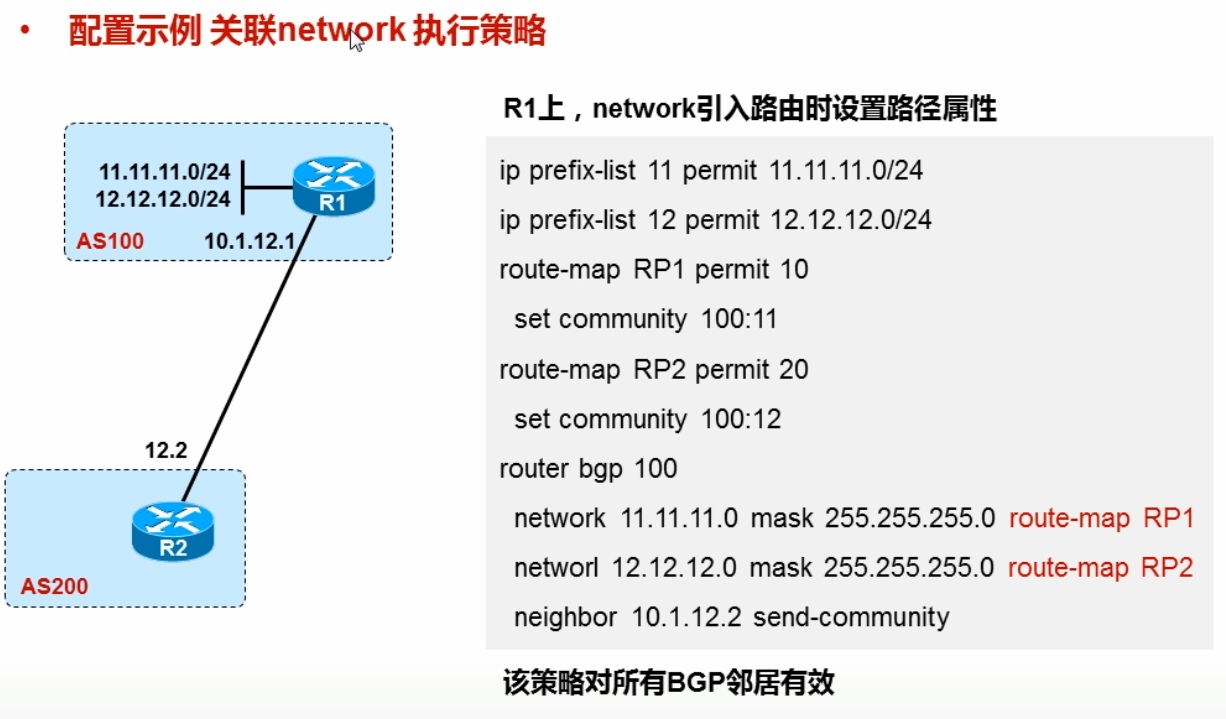 • 配置示例 关联network 执行策略
R1上，network引入路由时设置路径属性
11.11.11.0/24
12.12.12.0/24
R1
AS100
10.1.12.1
12.2
R2
AS200
ip prefix-list 11 permit 11.11.11.0/24
ip prefix-list 12 permit 12.12.12.0/24
route-map RP1 permit 10
set community 100:11
route-map RP2 permit 20
set community 100:12
router bgp 100
network 11.11.11.0 mask 255.255.255.0 route-map RP1
networl 12.12.12.0 mask 255.255.255.0 route-map RP2
neighbor 10.1.12.2 send-community
该策略对所有BGP邻居有效